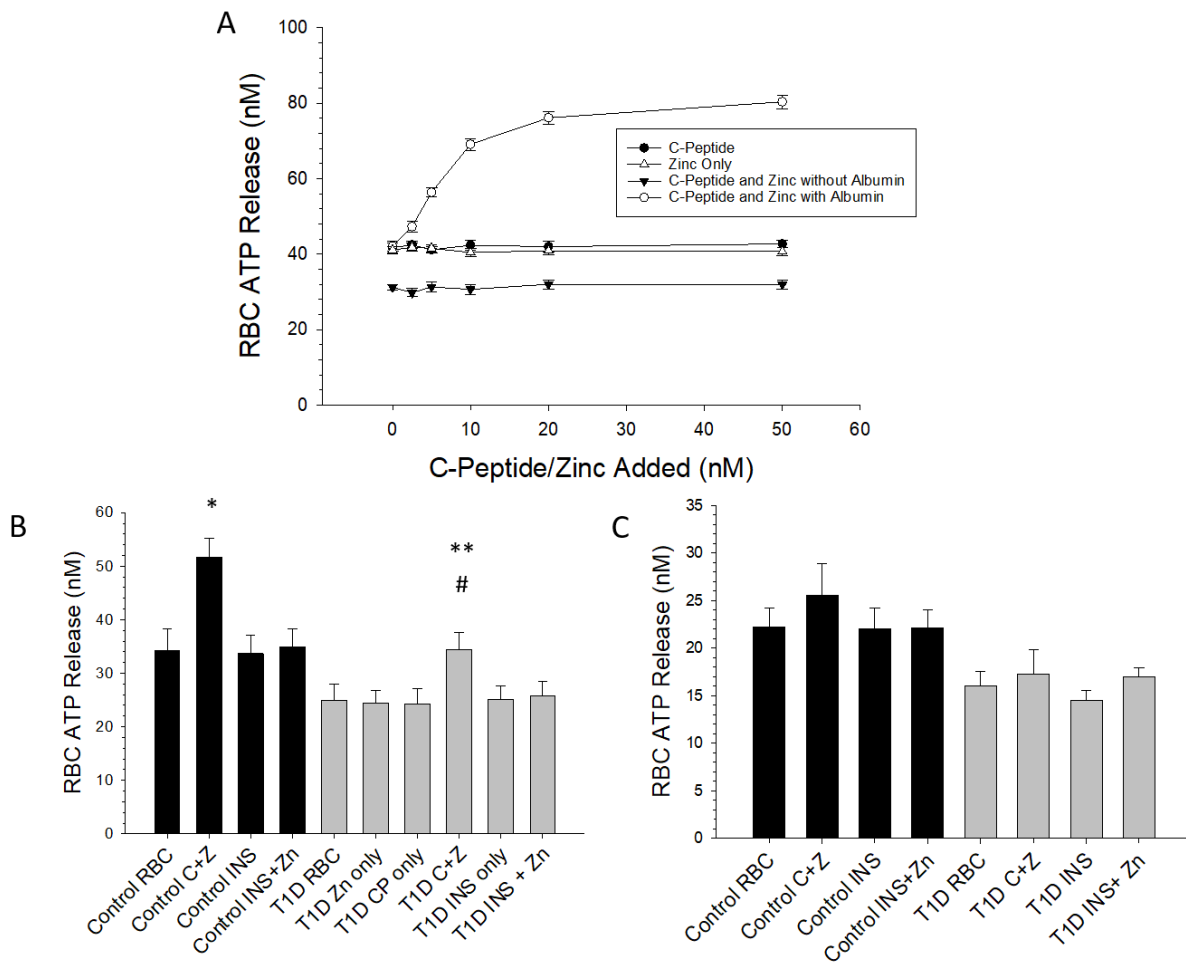 A
RBC ATP Release (nM)
100
80
60
40
20
0
C-Peptide
Zinc Only
C-Peptide and Zinc without Albumin
C-Peptide and Zinc with Albumin
0
10
20
30
40
50
60
C-Peptide/Zinc Added (nM)
B
RBC ATP Release (nM)
60
50
40
30
20
10
0
*
**
#
Control RBC
Control C+Z
Control INS
Control INS+Zn
T1D RBC
T1D Zn only
T1D CP only
T1D C+Z
T1D INS only
T1D INS + Zn
C
RBC ATP Release (nM)
35
30
25
20
15
10
5
0
Control RBC
Control C+Z
Control INS
Control INS+Zn
T1D RBC
T1D C+Z
T1D INS
T1D INS+ Zn